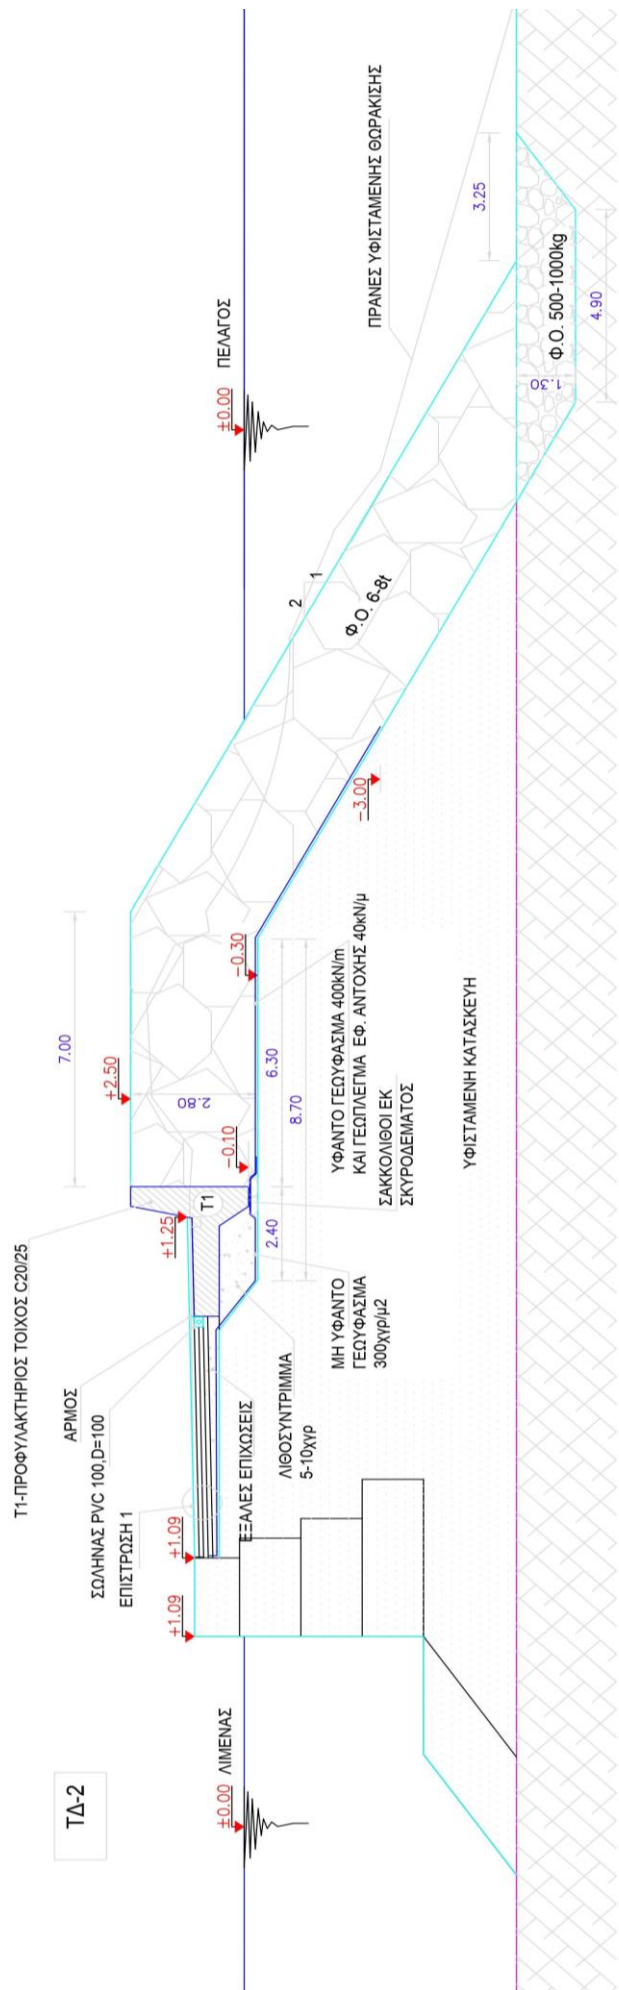 ΤΔ-2
Τ1-ΠΡΟΦΥΛΑΚΤΗΡΙΟΣ ΤΟΙΧΟΣ C20/25
ΑΡΜΟΣ
ΣΩΛΗΝΑΣ PVC 100,D=100
ΕΠΙΣΤΡΩΣΗ 1
+1.09
+1.09
+1.25
+2.50
7.00
2.80
Τ1
-0.10
-0.30
±0.00
ΛΙΜΕΝΑΣ
±0.00
ΠΕΛΑΓΟΣ
ΠΡΑΝΕΣ ΥΦΙΣΤΑΜΕΝΗΣ ΘΩΡΑΚΙΣΗΣ
2
1
Φ.Ο. 6-8t
-3.00
2.40
6.30
8.70
ΕΞΑΛΕΣ ΕΠΙΧΩΣΕΙΣ
ΛΙΘΟΣΥΝΤΡΙΜΜΑ
5-10χγρ
ΜΗ ΥΦΑΝΤΟ
ΓΕΩΥΦΑΣΜΑ
300χγρ/μ2
ΥΦΑΝΤΟ ΓΕΩΥΦΑΣΜΑ 400kN/m
ΚΑΙ ΓΕΩΠΛΕΓΜΑ ΕΦ. ΑΝΤΟΧΗΣ 40kN/μ
ΣΑΚΚΟΛΙΘΟΙ ΕΚ
ΣΚΥΡΟΔΕΜΑΤΟΣ
ΥΦΙΣΤΑΜΕΝΗ ΚΑΤΑΣΚΕΥΗ
3.25
1.30
Φ.Ο. 500-1000kg
4.90